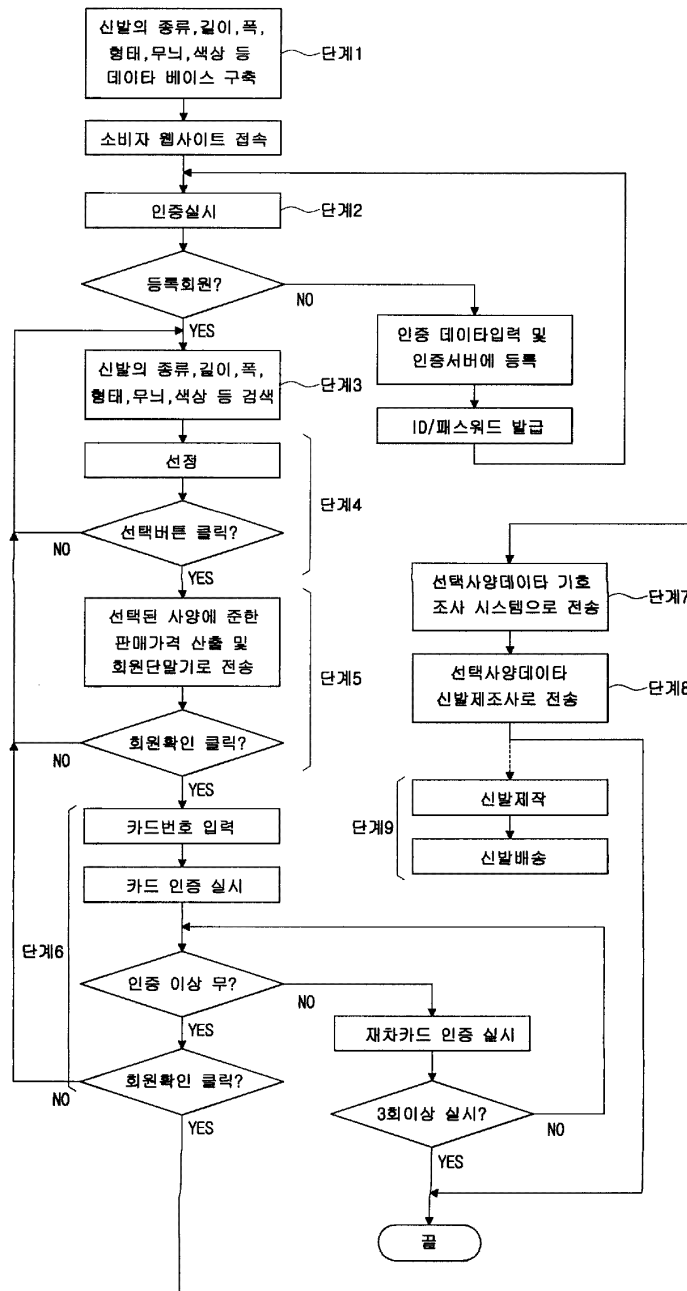 신발의 종류,길이,폭,
형태,무늬,색상 등
데이타 베이스 구축
단계1
소비자 웹사이트 접속
인증실시
단계2
등록회원?
NO
YES
인증 데이타입력 및
인증서버에 등록
ID/패스워드 발급
신발의 종류,길이,폭,
형태,무늬,색상 등 검색
단계3
선정
선택버튼 클릭?
단계4
NO
YES
선택된 사양에 준한
판매가격 산출 및
회원단말기로 전송
단계5
회원확인 클릭?
NO
YES
카드번호 입력
카드 인증 실시
단계6
인증 이상 무?
NO
YES
회원확인 클릭?
NO
YES
재차카드 인증 실시
3회이상 실시?
NO
YES
선택사양데이타 기호
조사 시스템으로 전송
단계7
선택사양데이타
신발제조사로 전송
단계8
신발제작
단계9
신발배송
끝